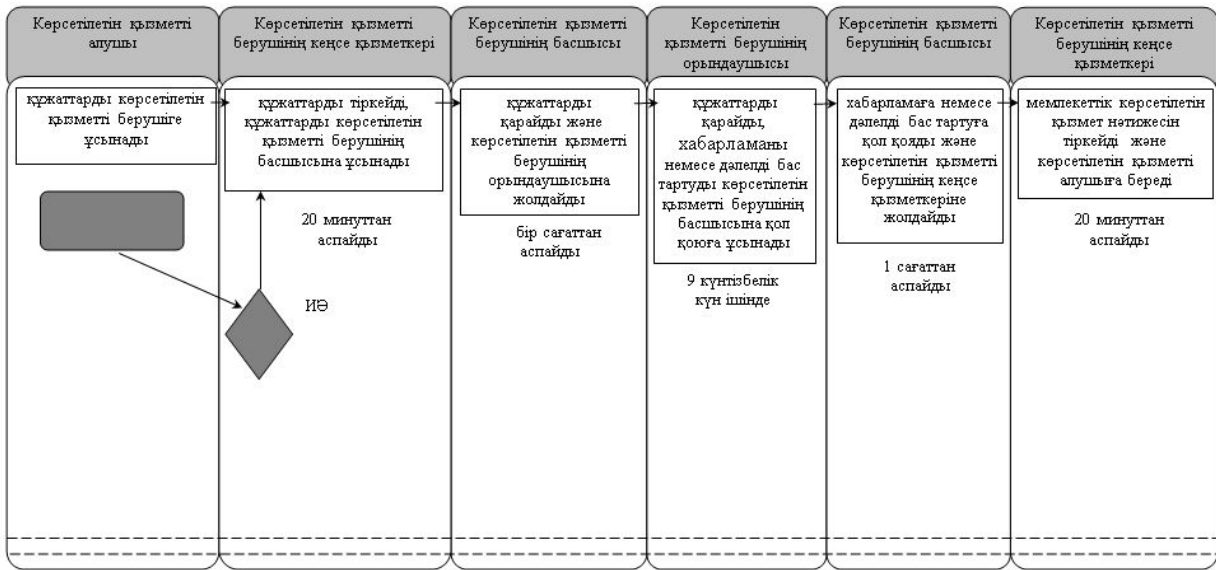 Көрсетілетін қызметті
алушы
Көрсетілетін қызметті
берушінің кеңсе қызметкері
Көрсетілетін қызметті
берушінің басшысы
Көрсетілетін
қызметті берушінің
орындаушысы
Көрсетілетін қызметті
берушінің басшысы
Көрсетілетін қызметті
берушінің кеңсе
қызметкері
құжаттарды көрсетілетін
қызметті берушіге
ұсынады
құжаттарды тіркейді,
құжаттарды көрсетілетін
қызметті берушінің
басшысына ұсынады
20 минуттан
аспайды
ИӘ
құжаттарды
қарайды және
көрсетілетін қызметті
берушінің
орындаушысына
жолдайды
бір сағаттан
аспайды
құжаттарды
қарайды,
хабарламаны
немесе дәлелді бас
тартуды көрсетілетін
қызметті берушінің
басшысына қол
қоюға ұсынады
9 күнтізбелік
күн ішінде
хабарламаға немесе
дәлелді бас тартуға
қол қояды және
көрсетілетін қызметті
берушінің кеңсе
қызметкеріне
жолдайды
1 сағаттан
аспайды
мемлекеттік көрсетілетін
қызмет нәтижесін
тіркейді және
көрсетілетін қызметті
алушыға береді
20 минуттан
аспайды